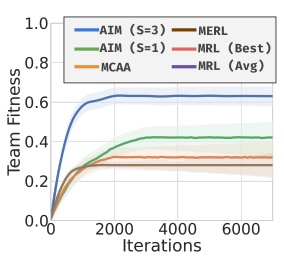 AIM (S=3)
AIM (S=1)
MCAA
MERL
MRL (Best)
MRL (Avg)
Team Fitness
1.0
0.8
0.6
0.4
0.2
0.0
0 2000 4000 6000
Iterations